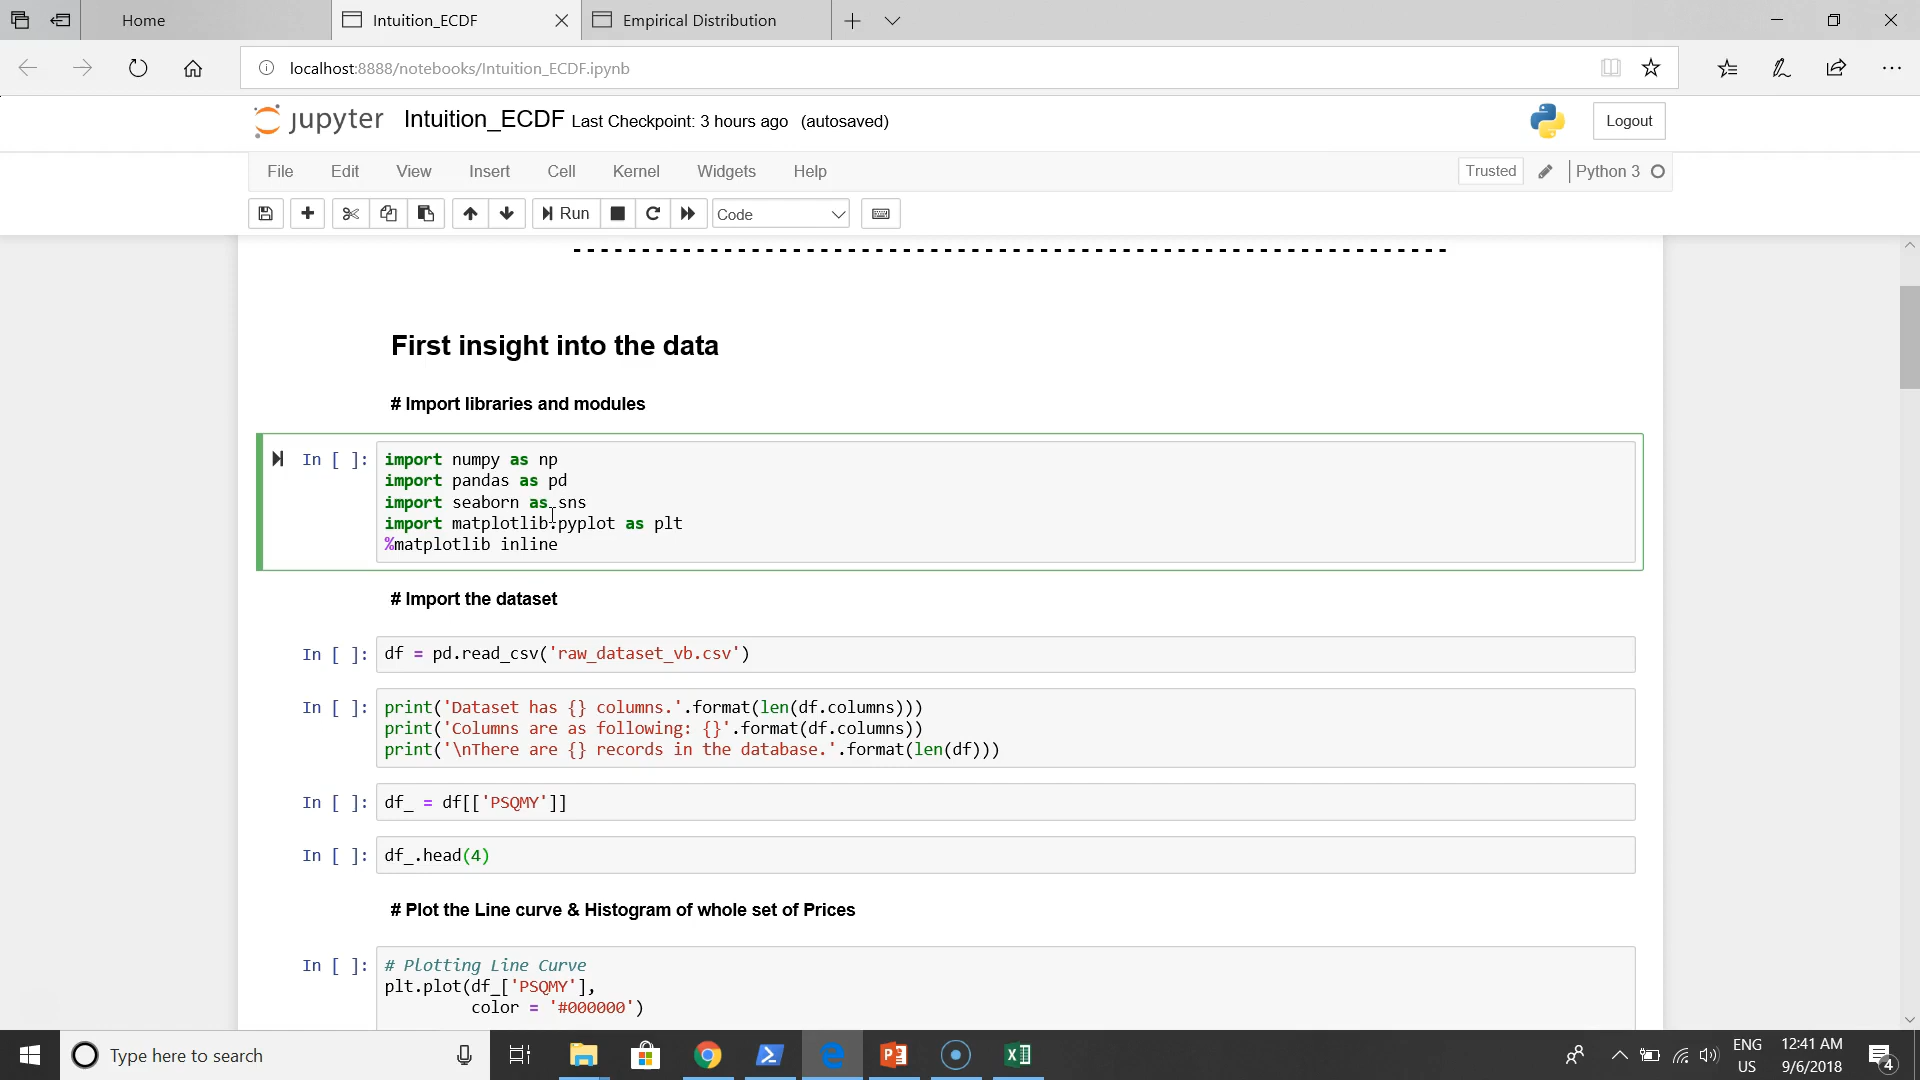 Home
Intuition_ECDF
Empirical Distribution
localhost:8888/notebooks/Intuition_ECDF.ipynb
jupyter Intuition_ECDF Last Checkpoint: 3 hours ago (autosaved)
Logout
File Edit View Insert Cell Kernel Widgets Help
Trusted Python 3
Run Code
First insight into the data
# Import libraries and modules
In [ ]: import numpy as np
import pandas as pd
import seaborn as sns
import matplotlib.pyplot as plt
%matplotlib inline
# Import the dataset
In [ ]: df = pd.read_csv('raw_dataset_vb.csv')
In [ ]: print('Dataset has {} columns.'.format(len(df.columns)))
print('Columns are as following: {}'.format(df.columns))
print('\nThere are {} records in the database.'.format(len(df)))
In [ ]: df_ = df[['PSQMY']]
In [ ]: df_.head(4)
# Plot the Line curve & Histogram of whole set of Prices
In [ ]: # Plotting Line Curve
plt.plot(df_['PSQMY'],
color = '#000000')
Type here to search
ENG
US
12:41 AM
9/6/2018
4